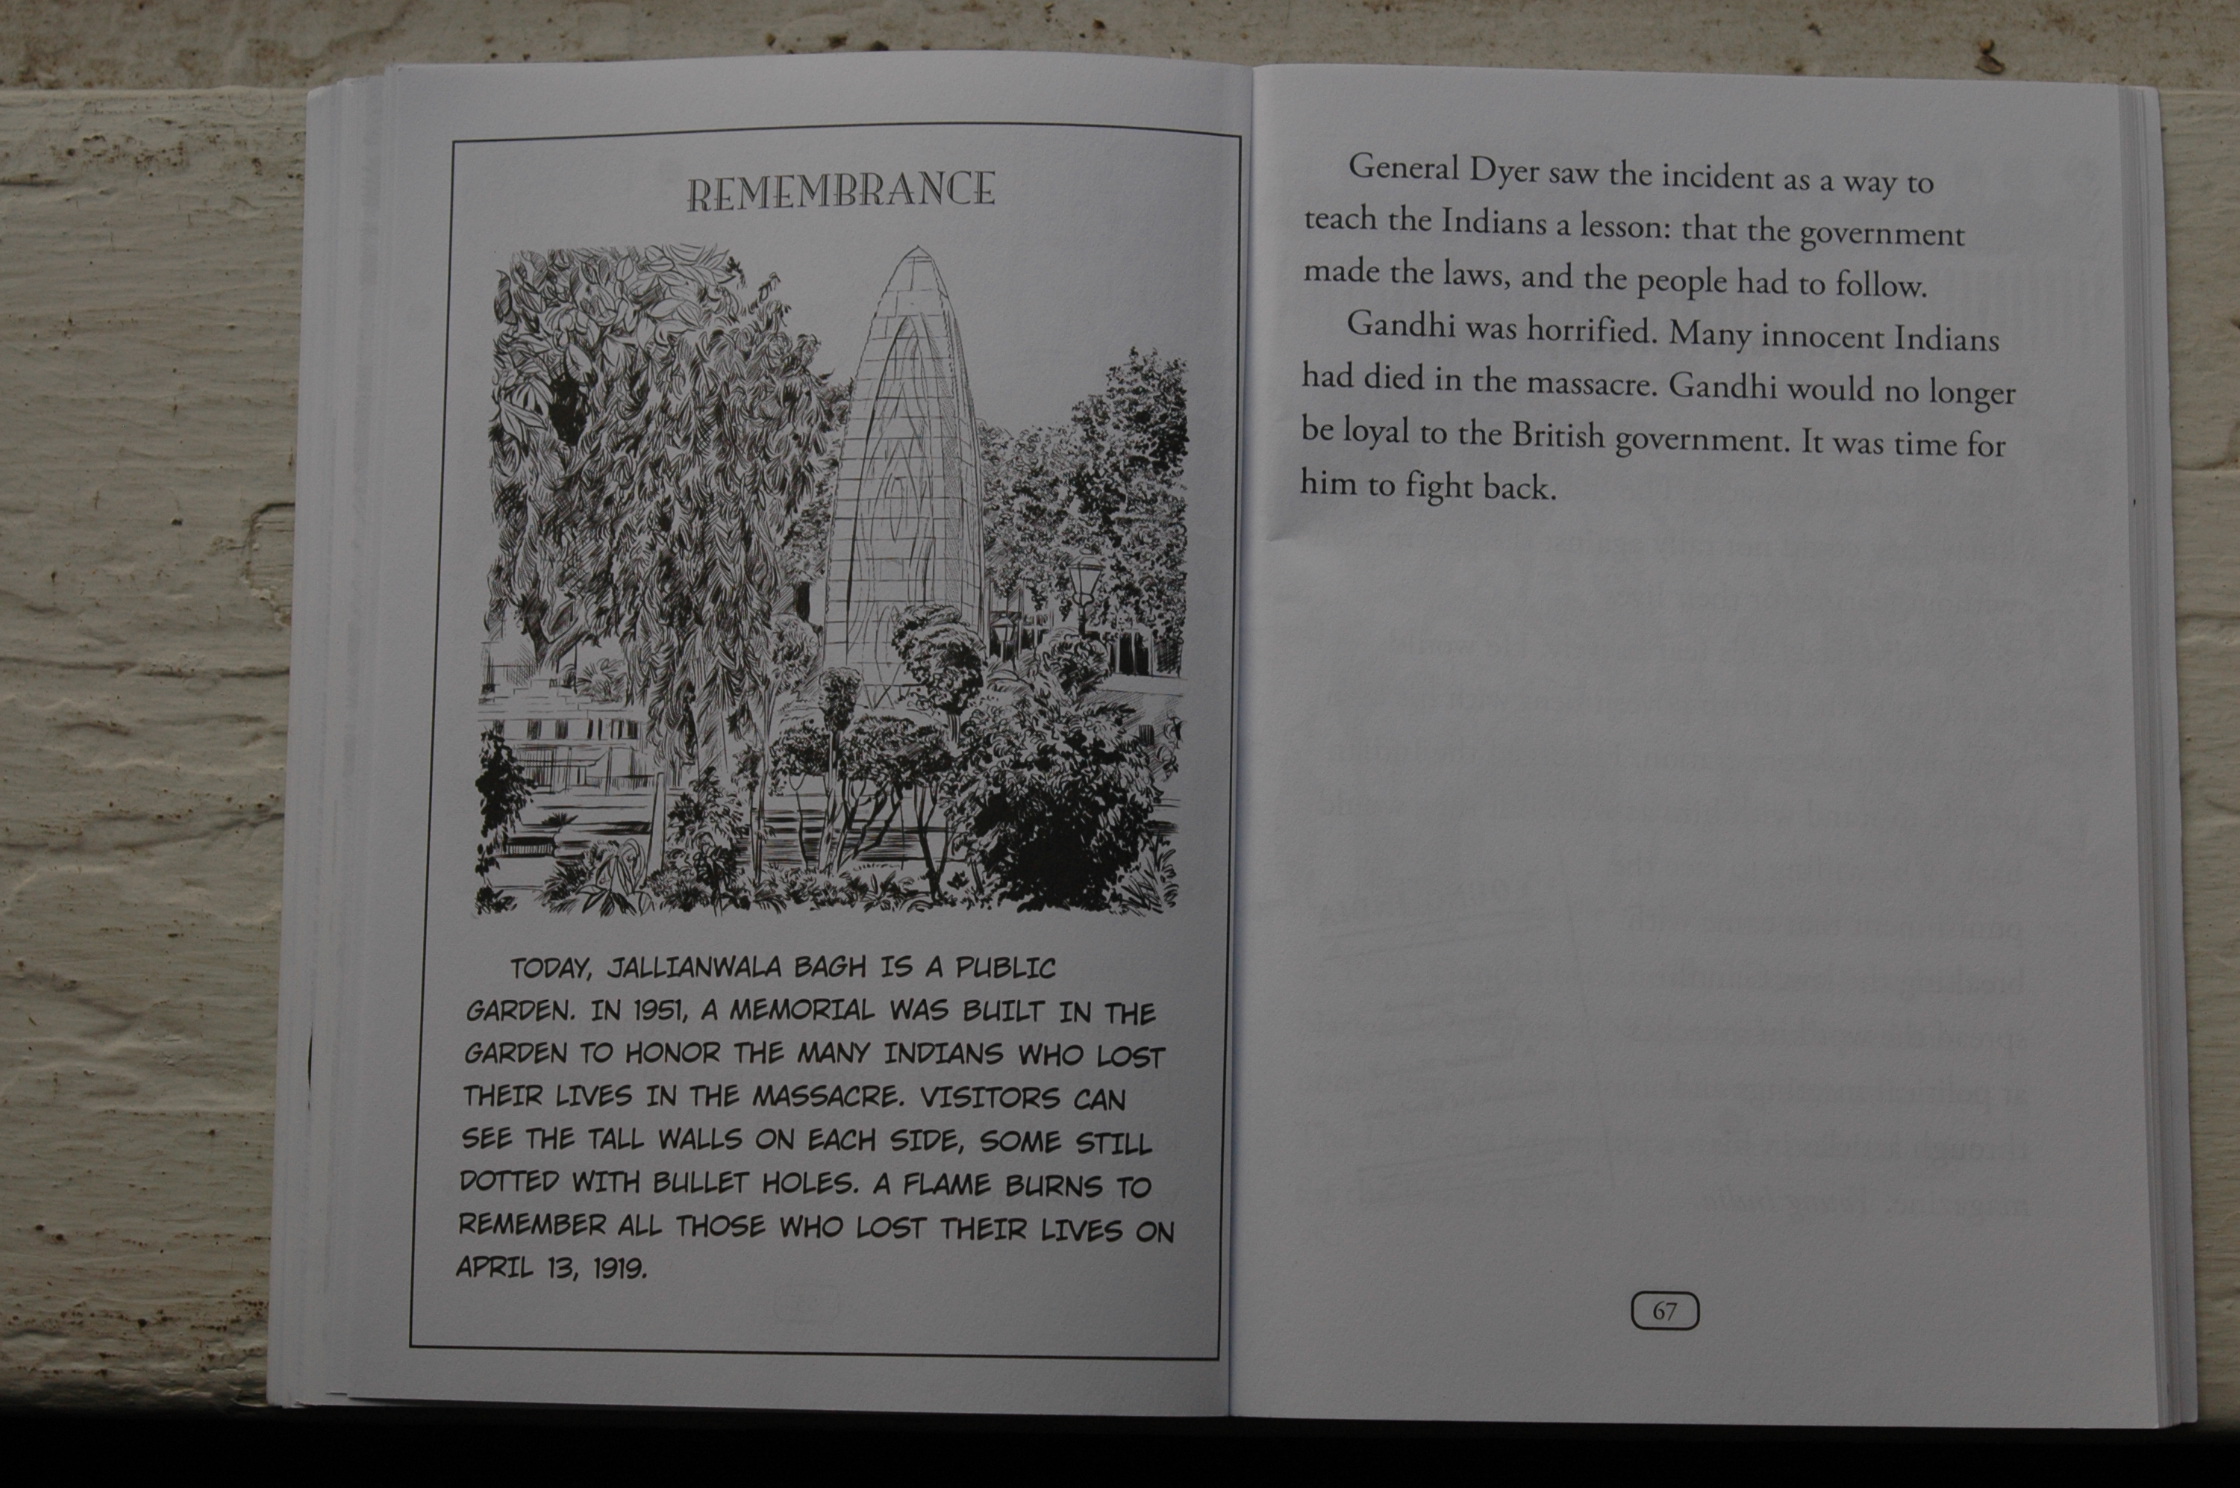 REMEMBRANCE
TODAY, JALLIANWALA BAGH IS A PUBLIC
GARDEN. IN 1951, A MEMORIAL WAS BUILT IN THE
GARDEN TO HONOR THE MANY INDIANS WHO LOST
THEIR LIVES IN THE MASSACRE. VISITORS CAN
SEE THE TALL WALLS ON EACH SIDE, SOME STILL
DOTTED WITH BULLET HOLES. A FLAME BURNS TO
REMEMBER ALL THOSE WHO LOST THEIR LIVES ON
APRIL 13, 1919.
General Dyer saw the incident as a way to
teach the Indians a lesson: that the government
made the laws, and the people had to follow.
Gandhi was horrified. Many innocent Indians
had died in the massacre. Gandhi would no longer
be loyal to the British government. It was time for
him to fight back.
67